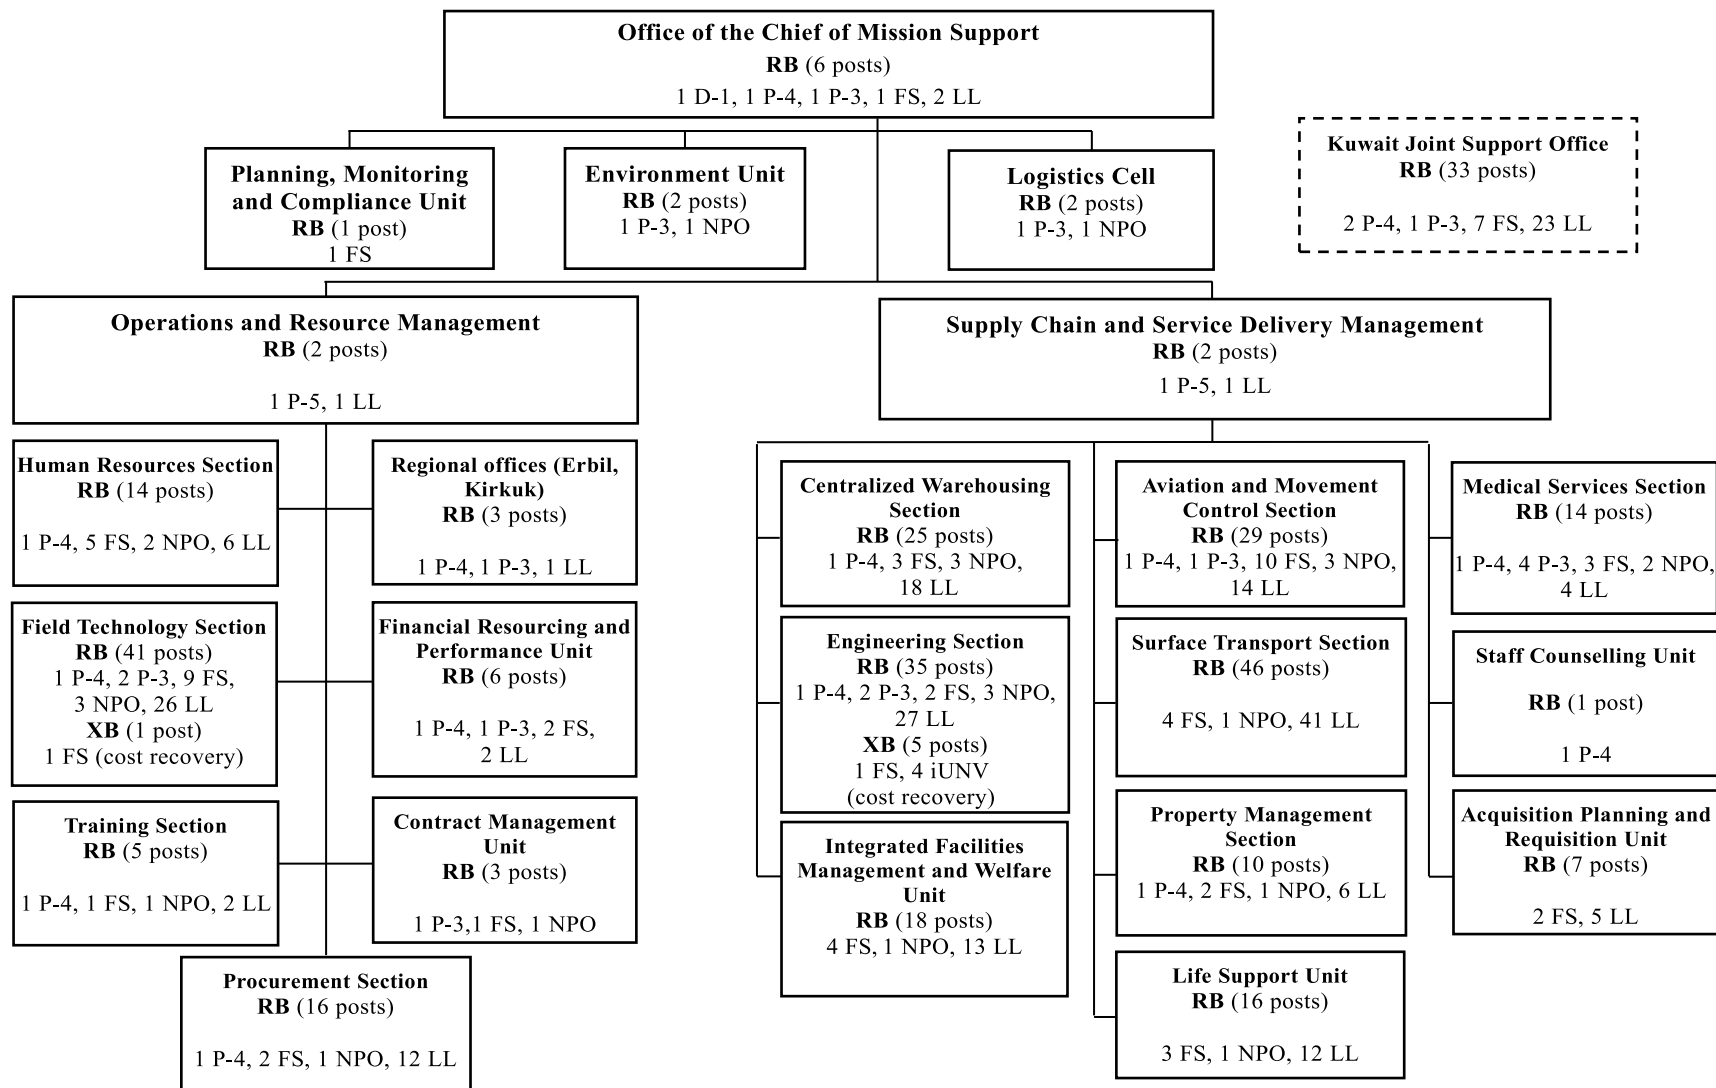 Office of the Chief of Mission Support
RB (6 posts)
1 D-1, 1 P-4, 1 P-3, 1 FS, 2 LL
Planning, Monitoring
and Compliance Unit
RB (1 post)
1 FS
Environment Unit
RB (2 posts)
1 P-3, 1 NPO
Logistics Cell
RB (2 posts)
1 P-3, 1 NPO
Kuwait Joint Support Office
RB (33 posts)
2 P-4, 1 P-3, 7 FS, 23 LL
Operations and Resource Management
RB (2 posts)
1 P-5, 1 LL
Supply Chain and Service Delivery Management
RB (2 posts)
1 P-5, 1 LL
Human Resources Section
RB (14 posts)
1 P-4, 5 FS, 2 NPO, 6 LL
Regional offices (Erbil,
Kirkuk)
RB (3 posts)
1 P-4, 1 P-3, 1 LL
Field Technology Section
RB (41 posts)
1 P-4, 2 P-3, 9 FS,
3 NPO, 26 LL
XB (1 post)
1 FS (cost recovery)
Financial Resourcing and
Performance Unit
RB (6 posts)
1 P-4, 1 P-3, 2 FS,
2 LL
Training Section
RB (5 posts)
1 P-4, 1 FS, 1 NPO, 2 LL
Contract Management
Unit
RB (3 posts)
1 P-3,1 FS, 1 NPO
Procurement Section
RB (16 posts)
1 P-4, 2 FS, 1 NPO, 12 LL
Centralized Warehousing
Section
RB (25 posts)
1 P-4, 3 FS, 3 NPO,
18 LL
Engineering Section
RB (35 posts)
1 P-4, 2 P-3, 2 FS, 3 NPO,
27 LL
XB (5 posts)
1 FS, 4 iUNV
(cost recovery)
Integrated Facilities
Management and Welfare
Unit
RB (18 posts)
4 FS, 1 NPO, 13 LL
Aviation and Movement
Control Section
RB (29 posts)
1 P-4, 1 P-3, 10 FS, 3 NPO,
14 LL
Surface Transport Section
RB (46 posts)
4 FS, 1 NPO, 41 LL
Property Management
Section
RB (10 posts)
1 P-4, 2 FS, 1 NPO, 6 LL
Life Support Unit
RB (16 posts)
3 FS, 1 NPO, 12 LL
Medical Services Section
RB (14 posts)
1 P-4, 4 P-3, 3 FS, 2 NPO,
4 LL
Staff Counselling Unit
RB (1 post)
1 P-4
Acquisition Planning and
Requisition Unit
RB (7 posts)
2 FS, 5 LL